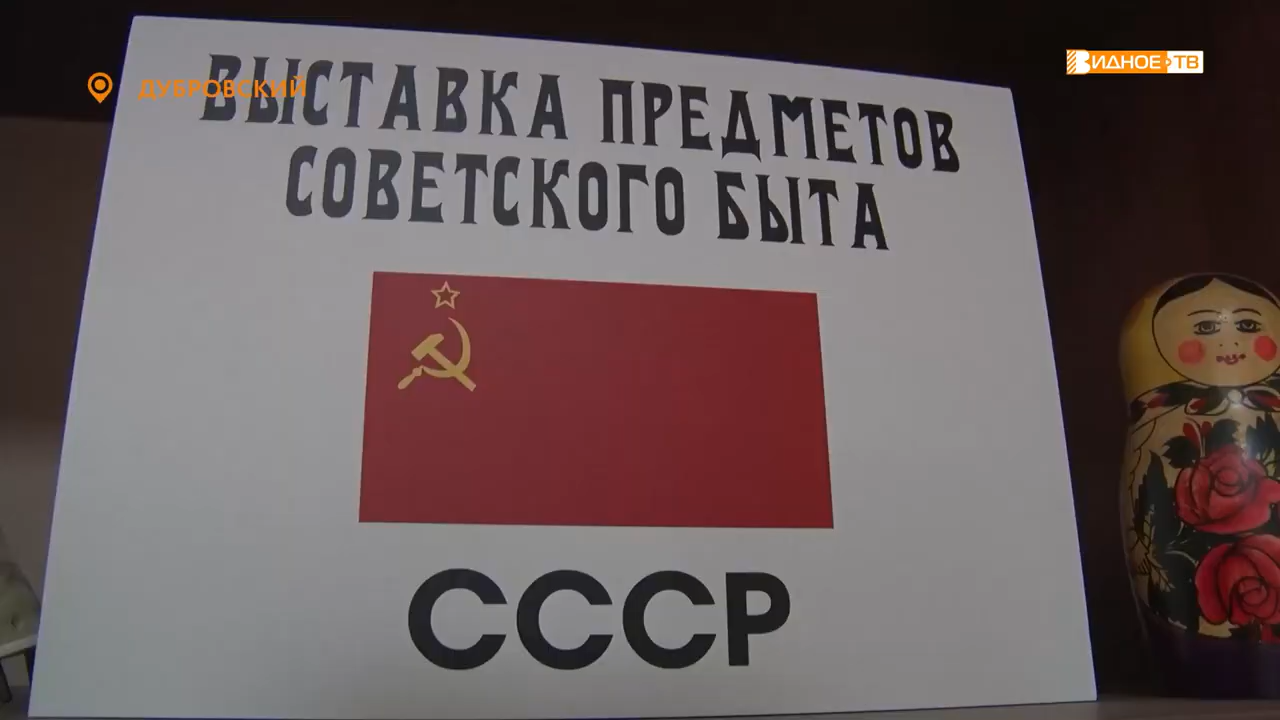 ДУБРОВСКИЙ
ВИДНОЕ ТВ
ВЫСТАВКА ПРЕДМЕТОВ
СОВЕТСКОГО БЫТА
СССР